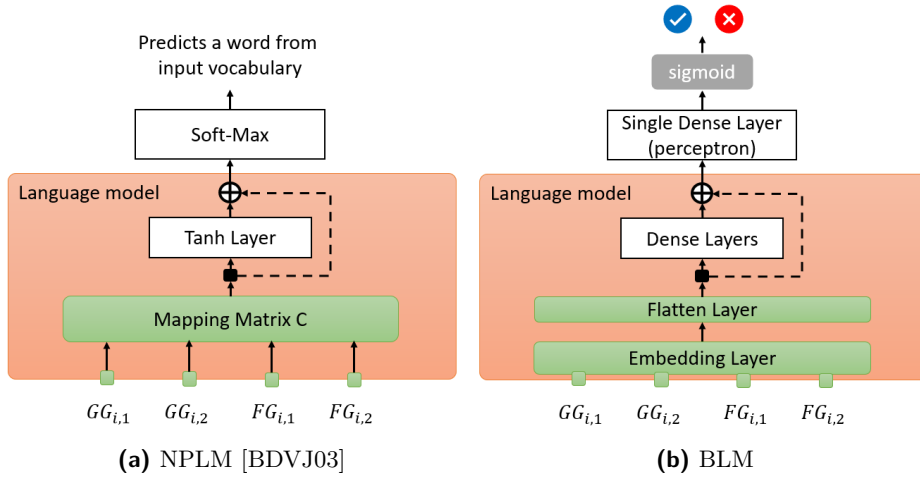 Predicts a word from
input vocabulary
Soft-Max
Language model
Tanh Layer
Mapping Matrix C
GG_{i,1} GG_{i,2} FG_{i,1} FG_{i,2}
(a) NPLM [BDVJ03]
sigmoid
Single Dense Layer
(perceptron)
Language model
Dense Layers
Flatten Layer
Embedding Layer
GG_{i,1} GG_{i,2} FG_{i,1} FG_{i,2}
(b) BLM